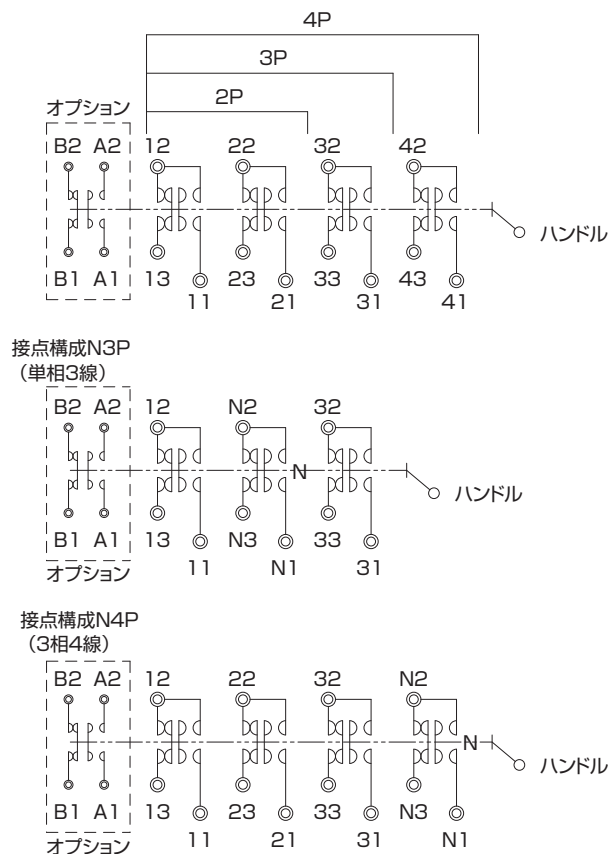 4P
3P
2P
オプション
B2 A2 12 22 32 42
ハンドル
B1 A1 13 23 33 43
11 21 31 41
接点構成N3P
（単相3線）
B2 A2 12 N2 32
N
ハンドル
B1 A1 13 N3 33
11 N1 31
オプション
接点構成N4P
（3相4線）
B2 A2 12 22 32 N2
N
ハンドル
B1 A1 13 23 33 N3
11 21 31 N1
オプション